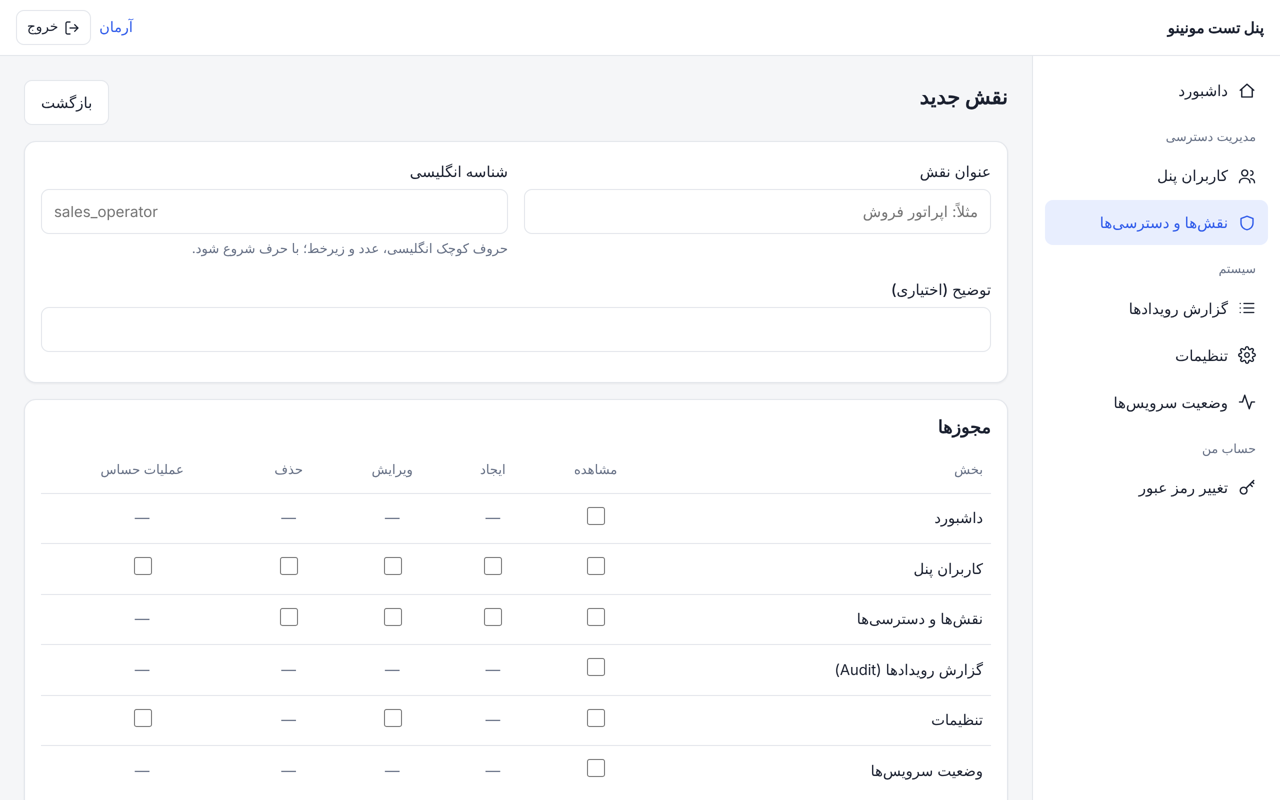 پنل تست مونینو
آرمان
خروج
داشبورد
مدیریت دسترسی
کاربران پنل
نقش‌ها و دسترسی‌ها
سیستم
گزارش رویدادها
تنظیمات
وضعیت سرویس‌ها
حساب من
تغییر رمز عبور
نقش جدید
بازگشت
عنوان نقش
مثلاً: اپراتور فروش
شناسه انگلیسی
sales_operator
حروف کوچک انگلیسی، عدد و زیرخط؛ با حرف شروع شود.
توضیح (اختیاری)
مجوزها
بخش مشاهده ایجاد ویرایش حذف عملیات حساس
داشبورد — — — —
کاربران پنل
نقش‌ها و دسترسی‌ها —
گزارش رویدادها (Audit) — — — —
تنظیمات — —
وضعیت سرویس‌ها — — — —